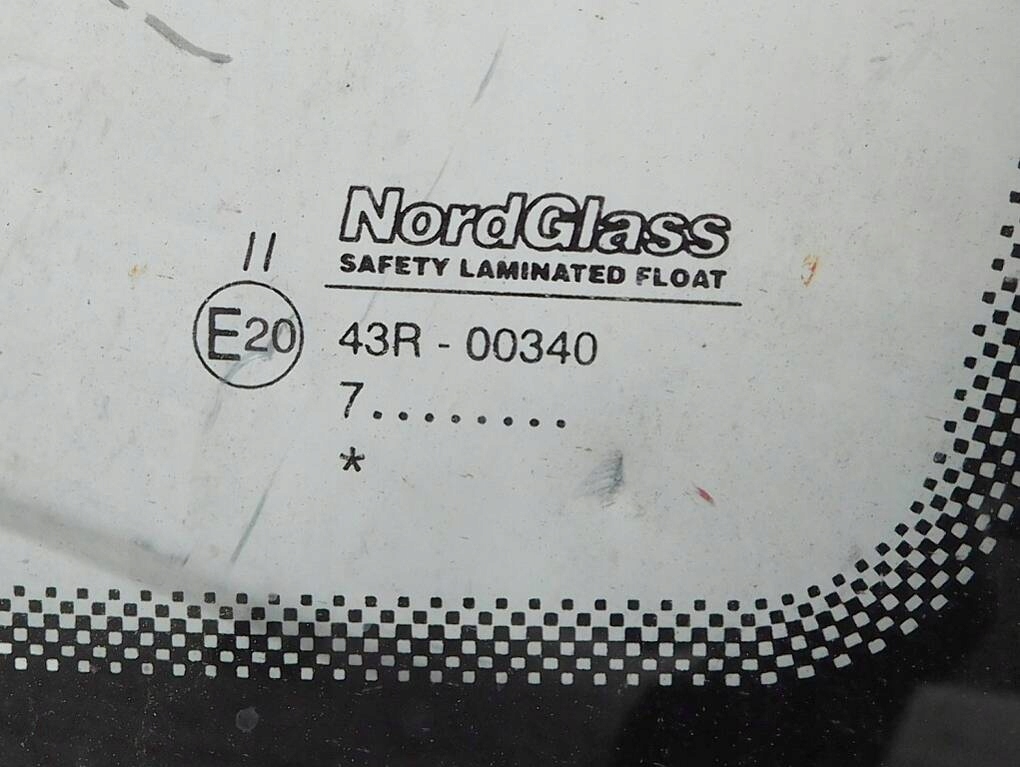 NordGlass
SAFETY LAMINATED FLOAT
II
E20 43R - 00340
7........
*